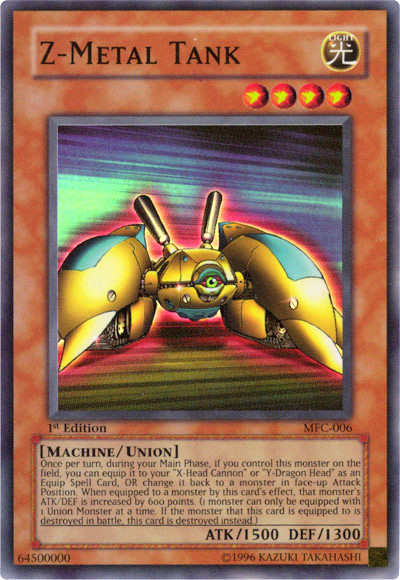 Z-METAL TANK
LIGHT
光
1st Edition
MFC-006
[MACHINE/UNION]
Once per turn, during your Main Phase, if you control this monster on the
field, you can equip it to your "X-Head Cannon" or "Y-Dragon Head" as an
Equip Spell Card, OR change it back to a monster in face-up Attack
Position. When equipped to a monster by this card's effect, that monster's
ATK/DEF is increased by 600 points. (1 monster can only be equipped with
1 Union Monster at a time. If the monster that this card is equipped to is
destroyed in battle, this card is destroyed instead.)
ATK/1500 DEF/1300
64500000
©1996 KAZUKI TAKAHASHI